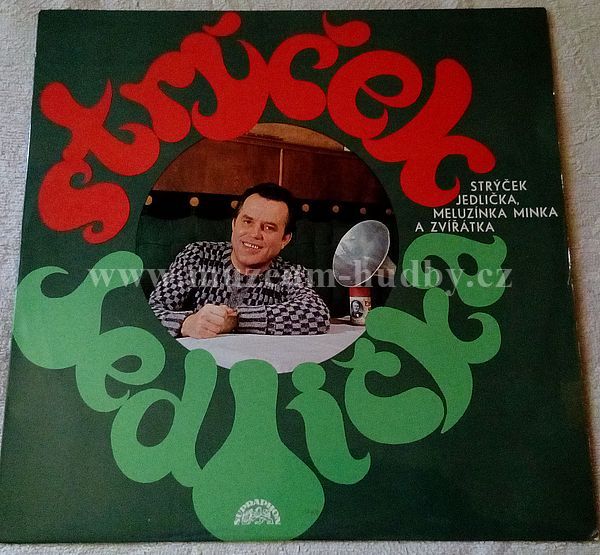 strýček
Jedlička
STRÝČEK
JEDLIČKA,
MELUZÍNKA MINKA
A ZVÍŘÁTKA
www.muzeum-hudby.cz
SUPRAPHON